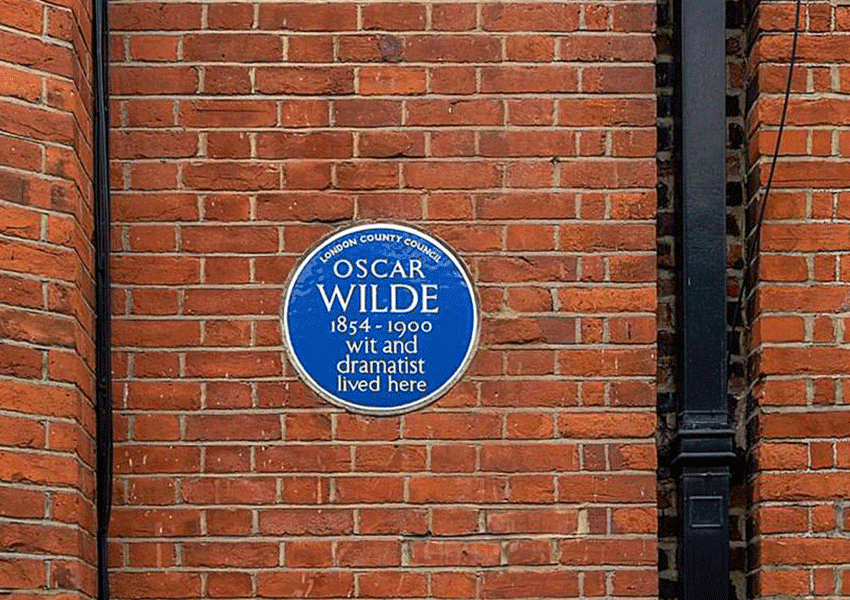 LONDON COUNTY COUNCIL
OSCAR
WILDE
1854-1900
wit and
dramatist
lived here